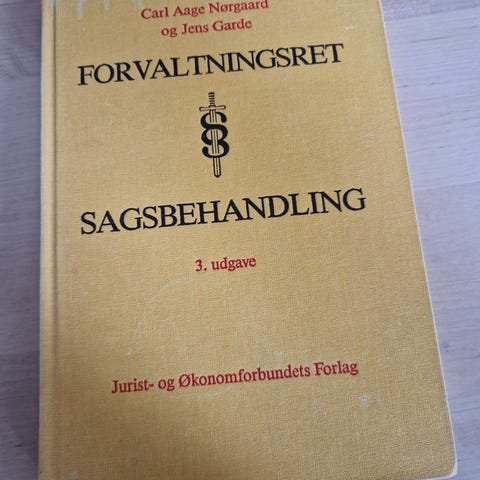 Carl Aage Nørgaard
og Jens Garde
FORVALTNINGSRET
SAGSBEHANDLING
3. udgave
Jurist- og Økonomforbundets Forlag